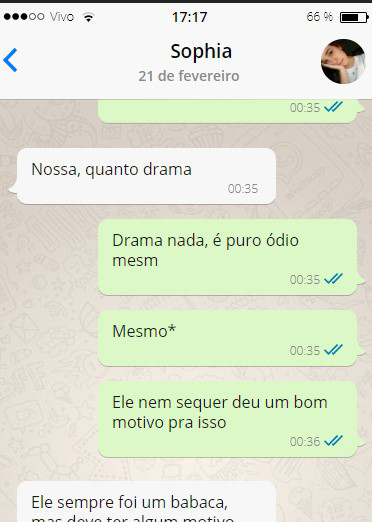 Vivo 17:17 66 %
Sophia
21 de fevereiro
00:35
Nossa, quanto drama
00:35
Drama nada, é puro ódio
mesm
00:35
Mesmo*
00:35
Ele nem sequer deu um bom
motivo pra isso
00:36
Ele sempre foi um babaca,
mas deve ter algum motivo